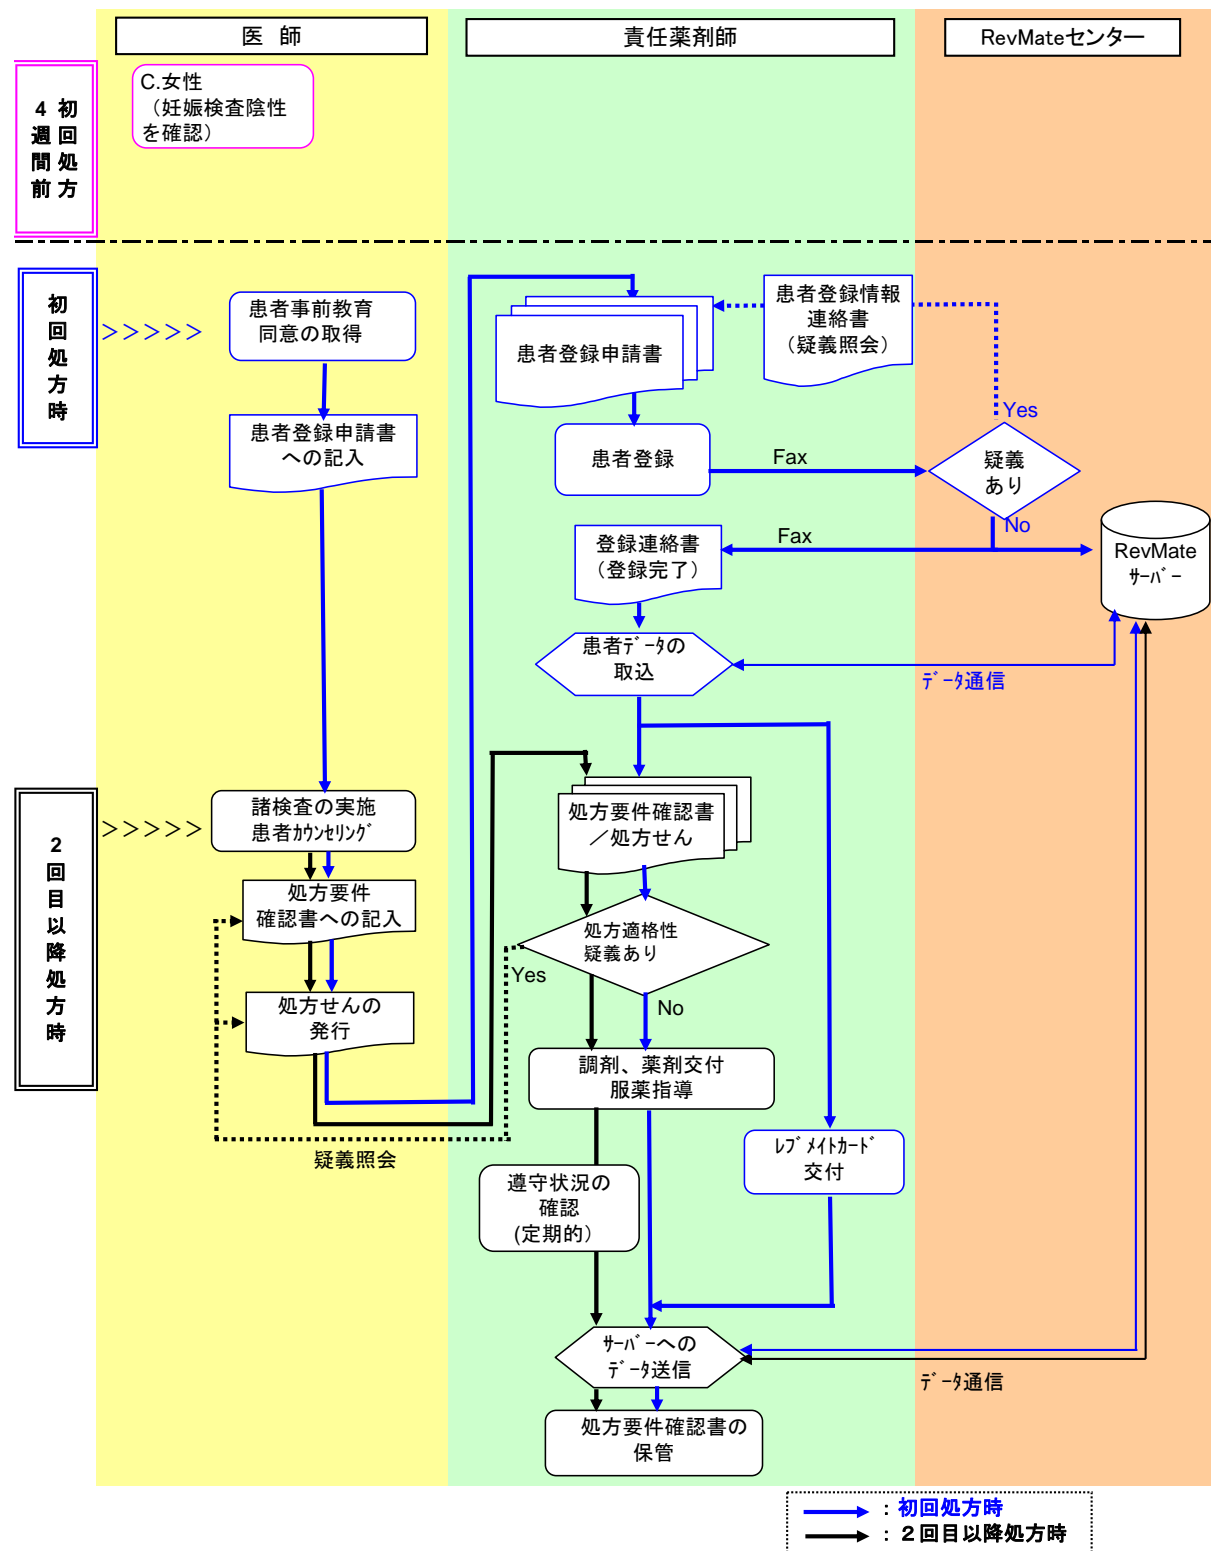 医 師
責任薬剤師
RevMateセンター
初回処方
4週間前
C.女性
（妊娠検査陰性
を確認）
初回処方時
>>>>>
患者事前教育
同意の取得
患者登録申請書
への記入
患者登録申請書
患者登録情報
連絡書
（疑義照会）
患者登録
Fax
Yes
疑義
あり
No
登録連絡書
（登録完了）
Fax
RevMate
ｻｰﾊﾞｰ
患者ﾃﾞｰﾀの
取込
ﾃﾞｰﾀ通信
2回目以降処方時
>>>>>
諸検査の実施
患者ｶｳﾝｾﾘﾝｸﾞ
処方要件
確認書への記入
処方せんの
発行
疑義照会
処方要件確認書
／処方せん
処方適格性
疑義あり
Yes
No
調剤、薬剤交付
服薬指導
遵守状況の
確認
(定期的）
ﾚﾌﾞﾒｲﾄｶｰﾄﾞ
交付
ｻｰﾊﾞｰへの
ﾃﾞｰﾀ送信
ﾃﾞｰﾀ通信
処方要件確認書の
保管
：初回処方時
：２回目以降処方時